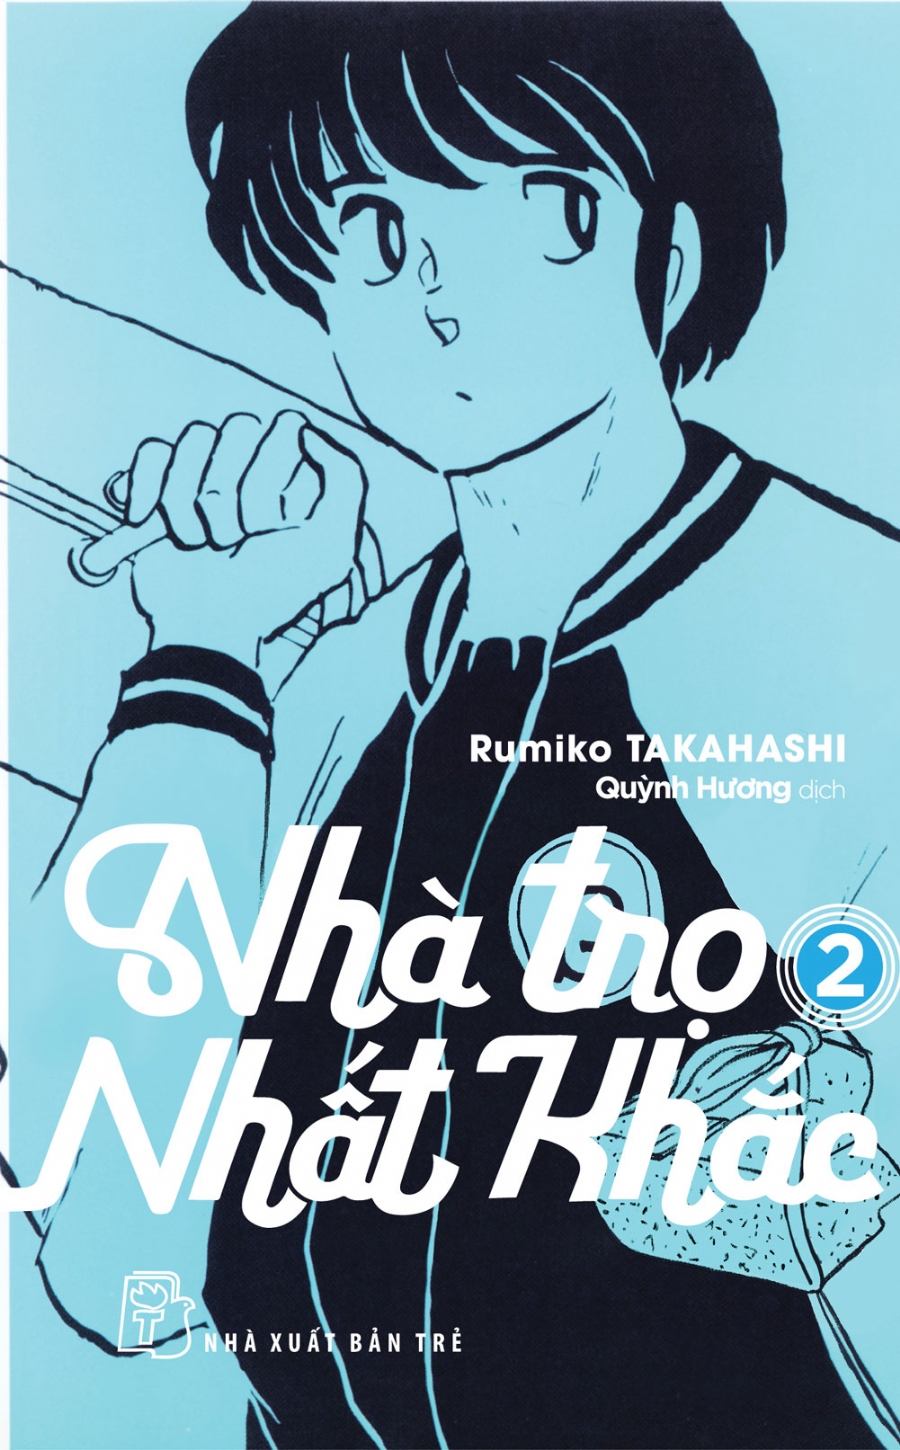 Rumiko TAKAHASHI
Quỳnh Hương dịch
Nhà trọ 2
Nhất Khắc
NHÀ XUẤT BẢN TRẺ